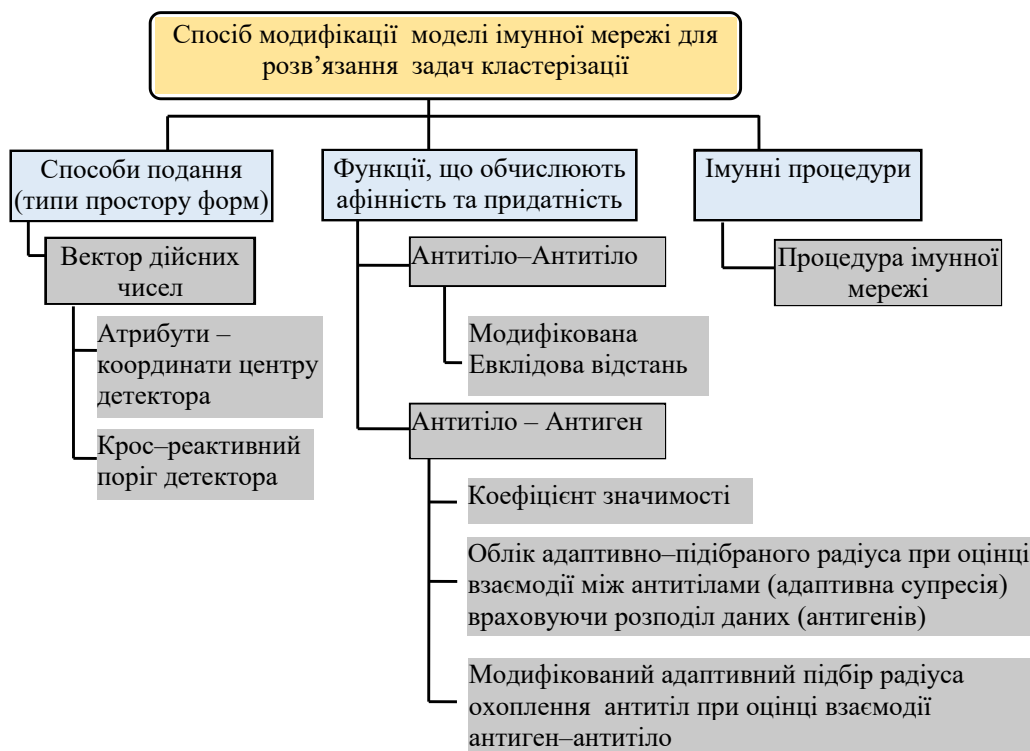 Спосіб модифікації моделі імунної мережі для
розв’язання задач кластеризації
Способи подання
(типи простору форм)
Вектор дійсних
чисел
Атрибути –
координати центру
детектора
Крос–реактивний
поріг детектора
Функції, що обчислюють
афінність та придатність
Антитіло–Антитіло
Модифікована
Евклідова відстань
Антитіло – Антиген
Коефіцієнт значимості
Облік адаптивно–підібраного радіуса при оцінці
взаємодії між антитілами (адаптивна супресія)
враховуючи розподіл даних (антигенів)
Модифікований адаптивний підбір радіуса
охоплення антитіл при оцінці взаємодії
антиген–антитіло
Імунні процедури
Процедура імунної
мережі